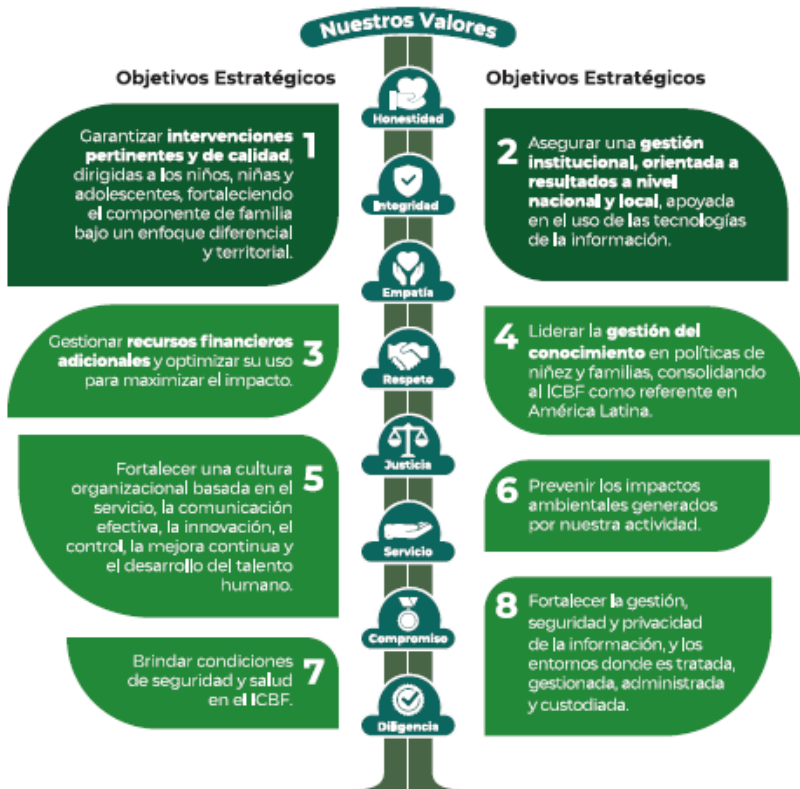 Nuestros Valores
Objetivos Estratégicos
Objetivos Estratégicos
Honestidad
Integridad
Empatía
Respeto
Justicia
Servicio
Compromiso
Diligencia
1
Garantizar intervenciones
pertinentes y de calidad,
dirigidas a los niños, niñas y
adolescentes, fortaleciendo
el componente de familia
bajo un enfoque diferencial
y territorial.
2
Asegurar una gestión
institucional, orientada a
resultados a nivel
nacional y local, apoyada
en el uso de las tecnologías
de la información.
3
Gestionar recursos financieros
adicionales y optimizar su uso
para maximizar el impacto.
4
Liderar la gestión del
conocimiento en políticas de
niñez y familias, consolidando
al ICBF como referente en
América Latina.
5
Fortalecer una cultura
organizacional basada en el
servicio, la comunicación
efectiva, la innovación, el
control, la mejora continua y
el desarrollo del talento
humano.
6
Prevenir los impactos
ambientales generados
por nuestra actividad.
7
Brindar condiciones
de seguridad y salud
en el ICBF.
8
Fortalecer la gestión,
seguridad y privacidad
de la información, y los
entornos donde es tratada,
gestionada, administrada
y custodiada.